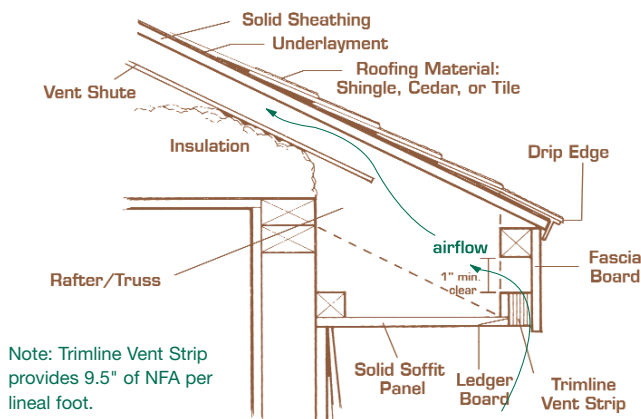 Solid Sheathing
Underlayment
Roofing Material:
Shingle, Cedar, or Tile
Vent Shute
Insulation
Drip Edge
airflow
Fascia
Board
1" min.
clear
Rafter/Truss
Solid Soffit
Panel
Ledger
Board
Trimline
Vent Strip
Note: Trimline Vent Strip
provides 9.5" of NFA per
lineal foot.